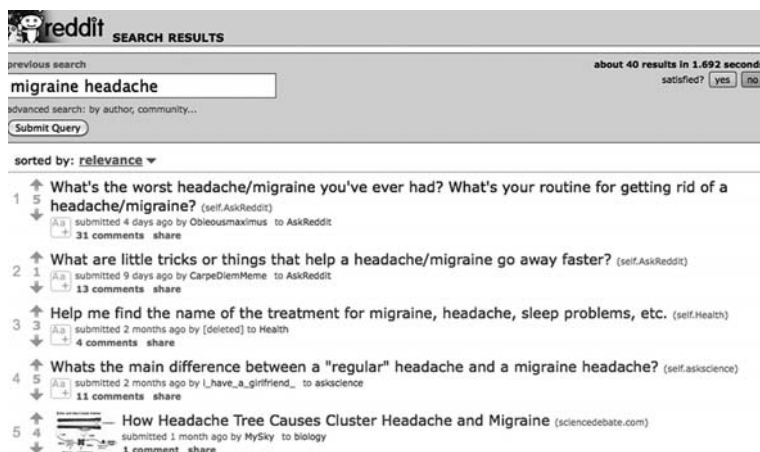 reddit SEARCH RESULTS
previous search
about 40 results in 1.692 seconds
migraine headache
satisfied? yes no
advanced search: by author, community...
Submit Query
sorted by: relevance
1 5 What's the worst headache/migraine you've ever had? What's your routine for getting rid of a
headache/migraine? (self.AskReddit)
Aa+ submitted 4 days ago by Obieousmaximus to AskReddit
31 comments share
2 1 What are little tricks or things that help a headache/migraine go away faster? (self.AskReddit)
Aa+ submitted 9 days ago by CarpeDiemMeme to AskReddit
13 comments share
3 3 Help me find the name of the treatment for migraine, headache, sleep problems, etc. (self.Health)
Aa+ submitted 2 months ago by [deleted] to Health
4 comments share
4 5 Whats the main difference between a "regular" headache and a migraine headache? (self.askscience)
Aa+ submitted 2 months ago by i_have_a_girlfriend_ to askscience
11 comments share
5 4 How Headache Tree Causes Cluster Headache and Migraine (sciencedebate.com)
submitted 1 month ago by MySky to biology
1 comment share